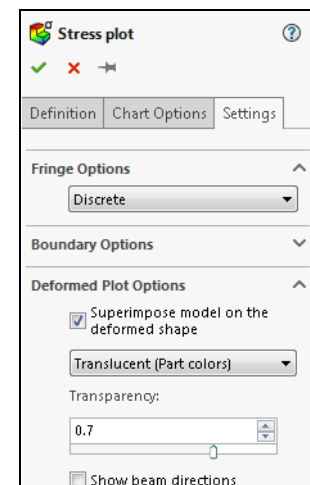 Stress plot
Definition Chart Options Settings
Fringe Options
Discrete
Boundary Options
Deformed Plot Options
Superimpose model on the
deformed shape
Translucent (Part colors)
Transparency:
0.7
Show beam directions